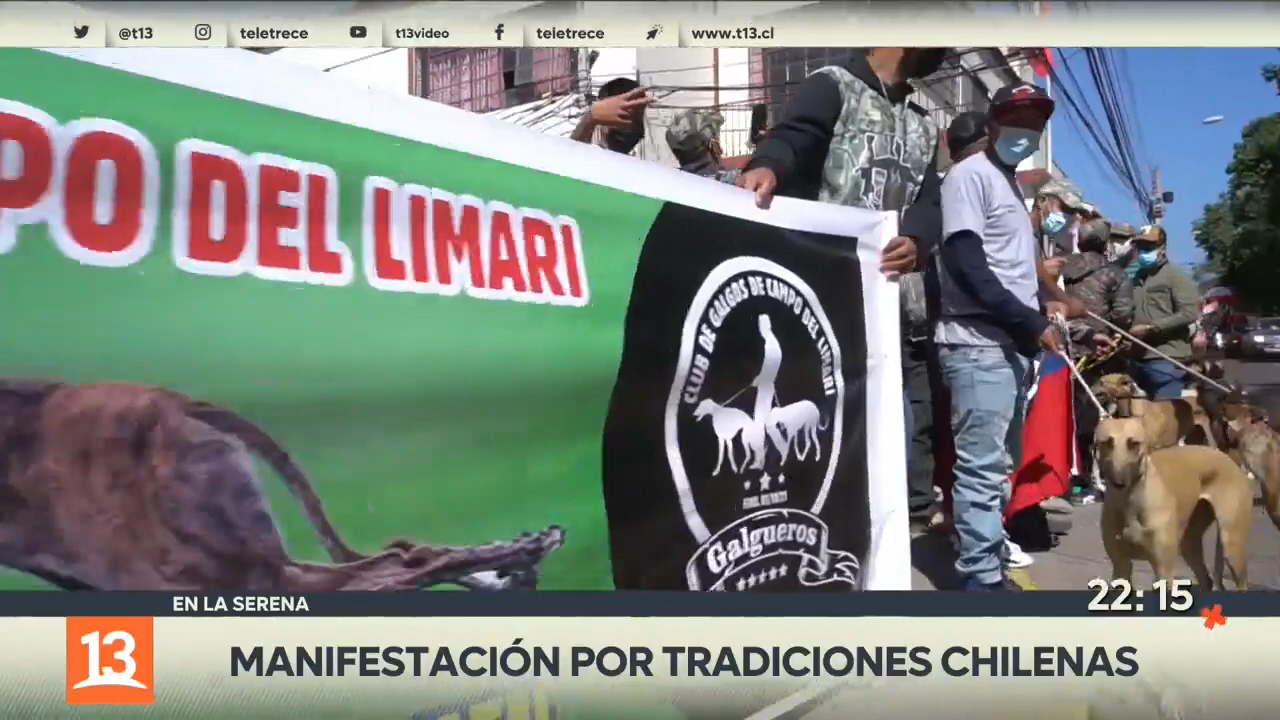 @t13
teletrece
t13video
teletrece
www.t13.cl
PO DEL LIMARI
CLUB DE GALGOS DE CAMPO DEL LIMARI
Galgueros
EN LA SERENA
22:15
13
MANIFESTACIÓN POR TRADICIONES CHILENAS